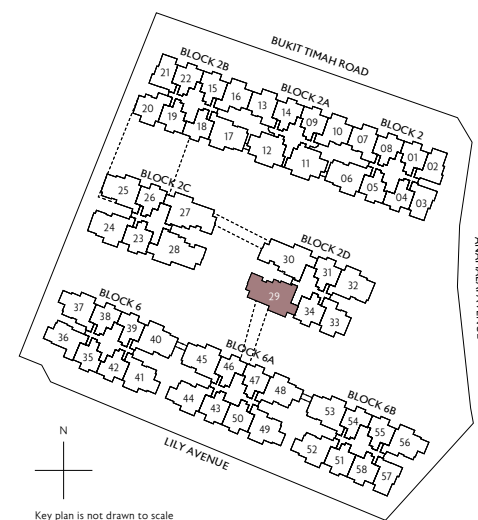 BUKIT TIMAH ROAD
BLOCK 2B
21 22 15 16 13 14 09 10 07 08 01 02
BLOCK 2A
BLOCK 2
20 19 18 17 12 11 06 05 04 03
BLOCK 2C
25 26 27
24 23 28
BLOCK 2D
30 31 32
29 34 33
BLOCK 6
37 38 39 40
36 35 42 41
BLOCK 6A
45 46 47 48
44 43 50 49
BLOCK 6B
53 54 55 56
52 51 58 57
LILY AVENUE
N
Key plan is not drawn to scale